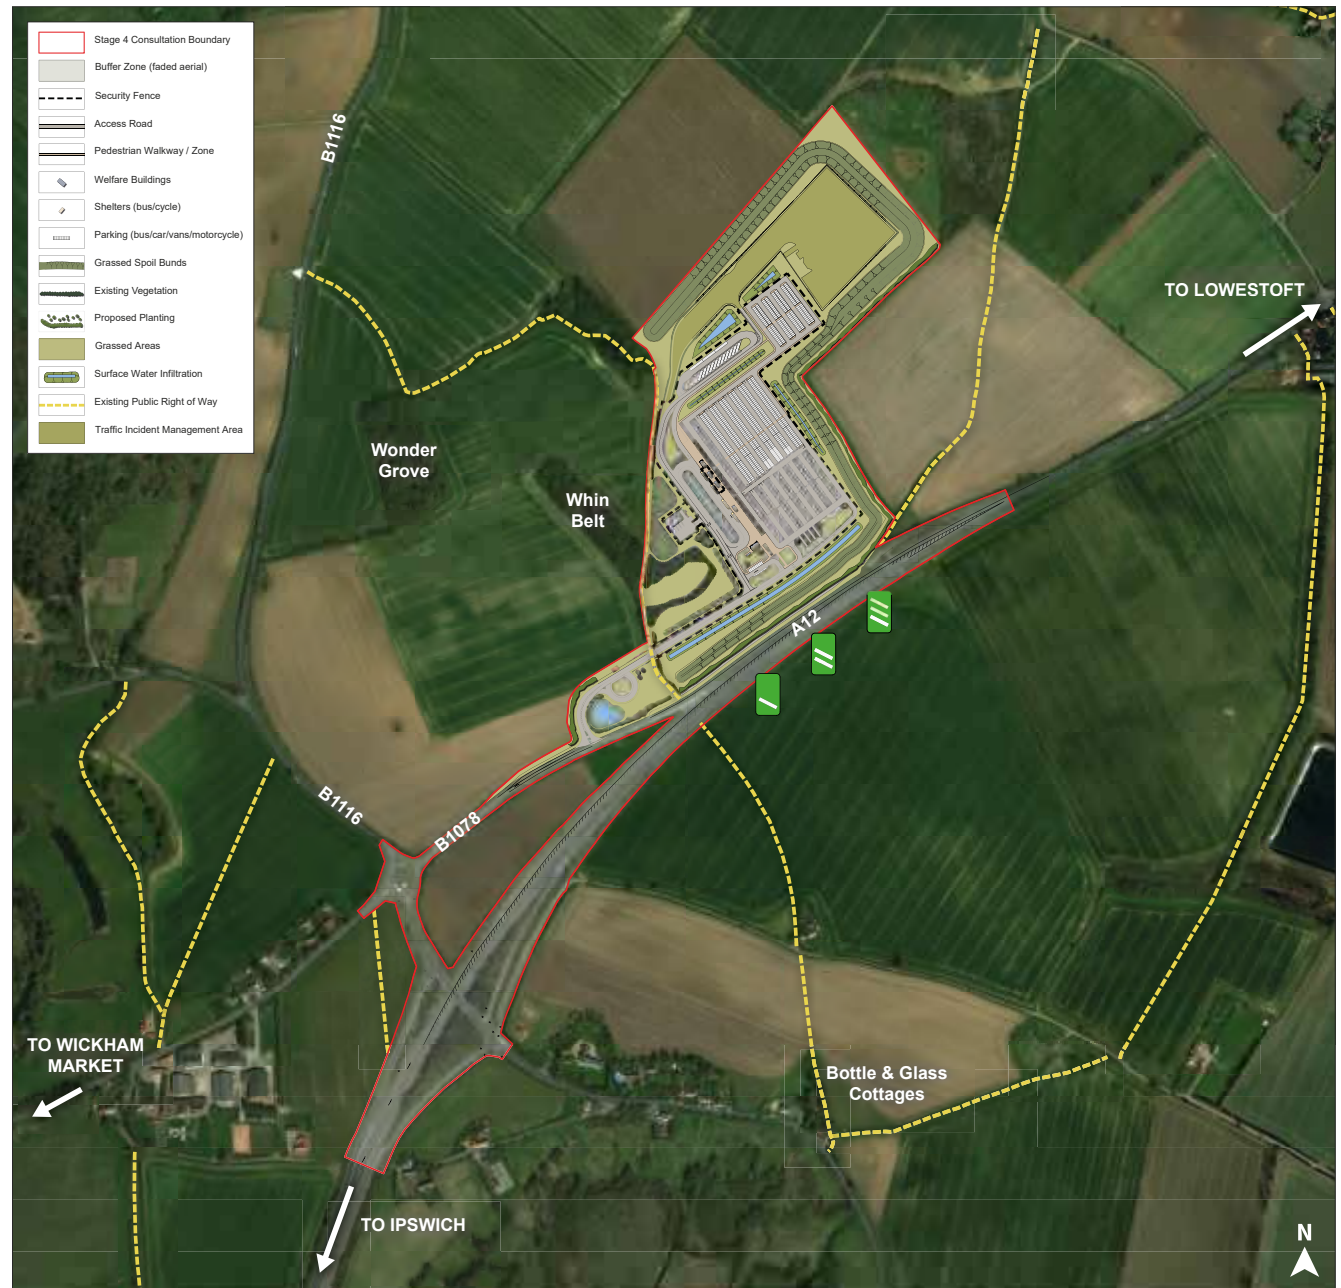 Stage 4 Consultation Boundary
Buffer Zone (faded aerial)
Security Fence
Access Road
Pedestrian Walkway / Zone
Welfare Buildings
Shelters (bus/cycle)
Parking (bus/car/vans/motorcycle)
Grassed Spoil Bunds
Existing Vegetation
Proposed Planting
Grassed Areas
Surface Water Infiltration
Existing Public Right of Way
Traffic Incident Management Area
B1116
TO LOWESTOFT
Wonder
Grove
Whin
Belt
A12
B1116
B1078
TO WICKHAM
MARKET
Bottle & Glass
Cottages
TO IPSWICH
N